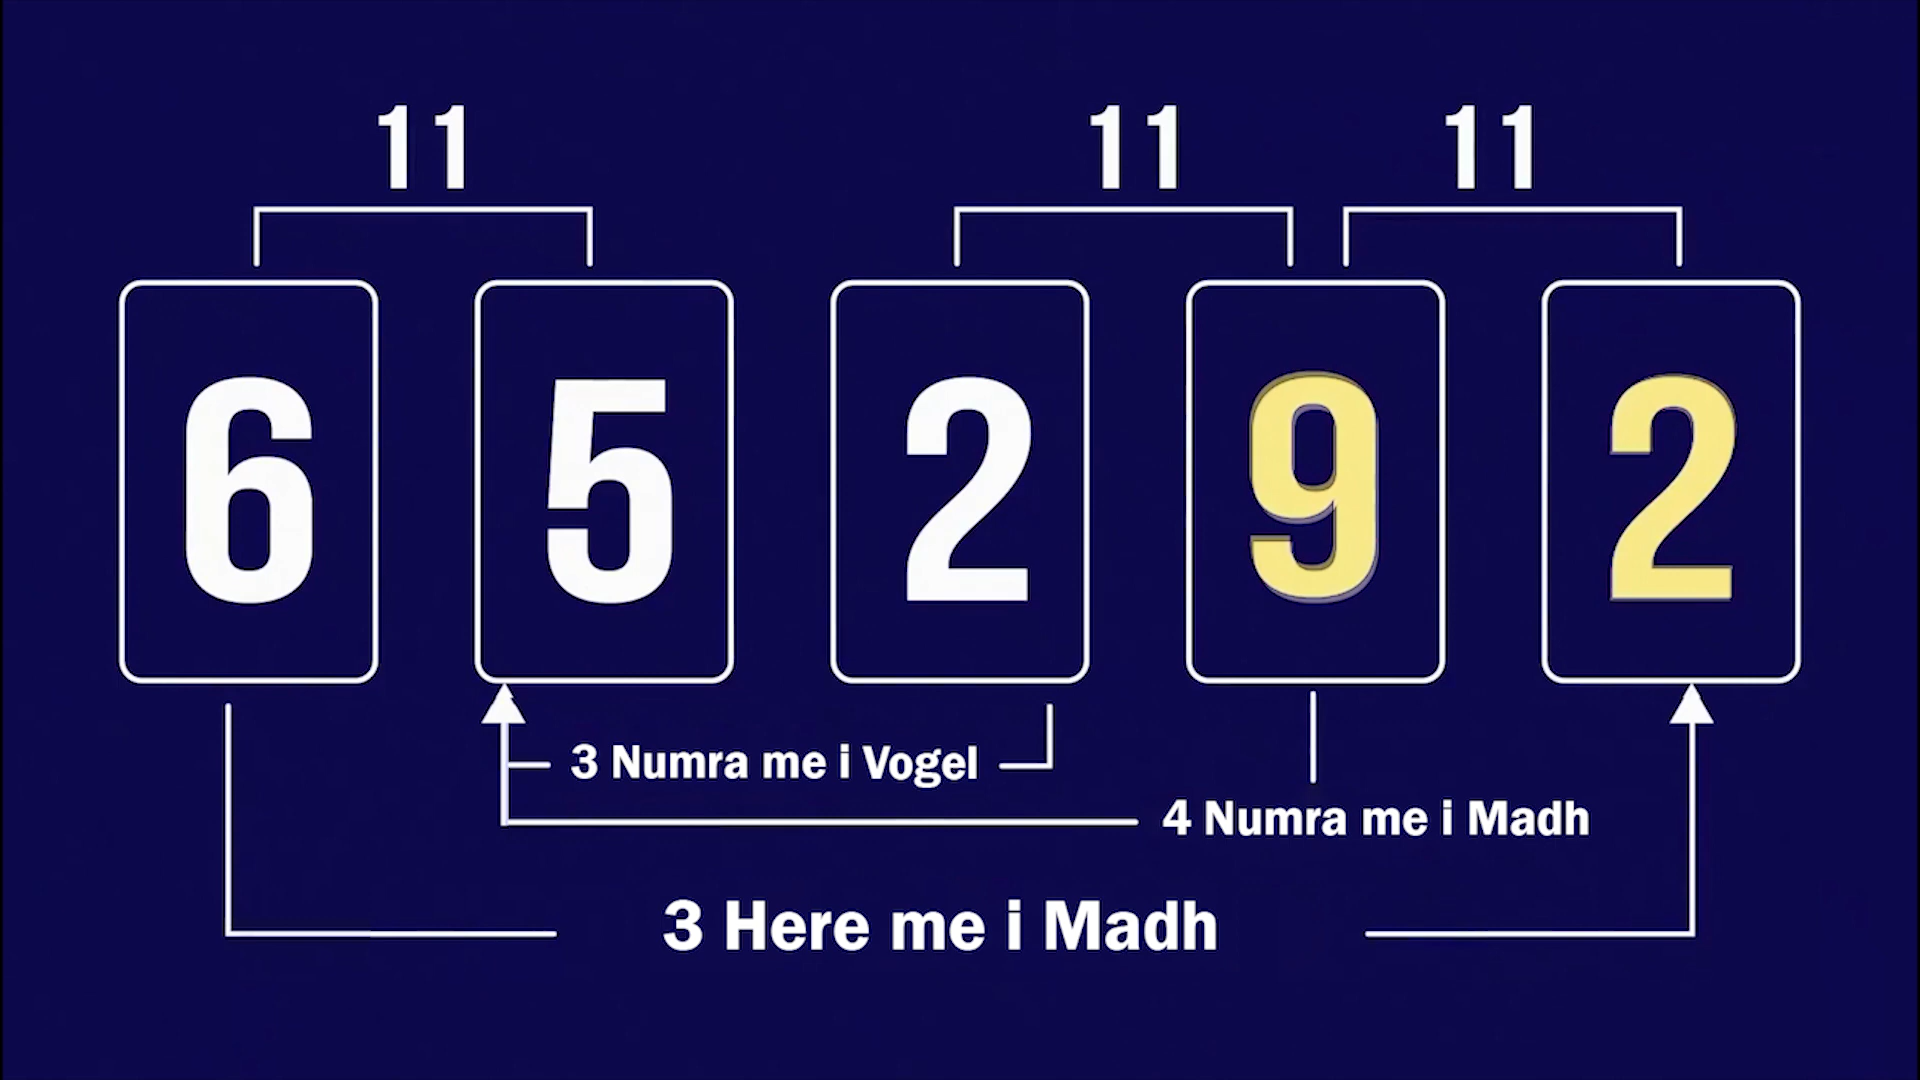 11 11 11
6 5 2 9 2
3 Numra me i Vogel
4 Numra me i Madh
3 Here me i Madh